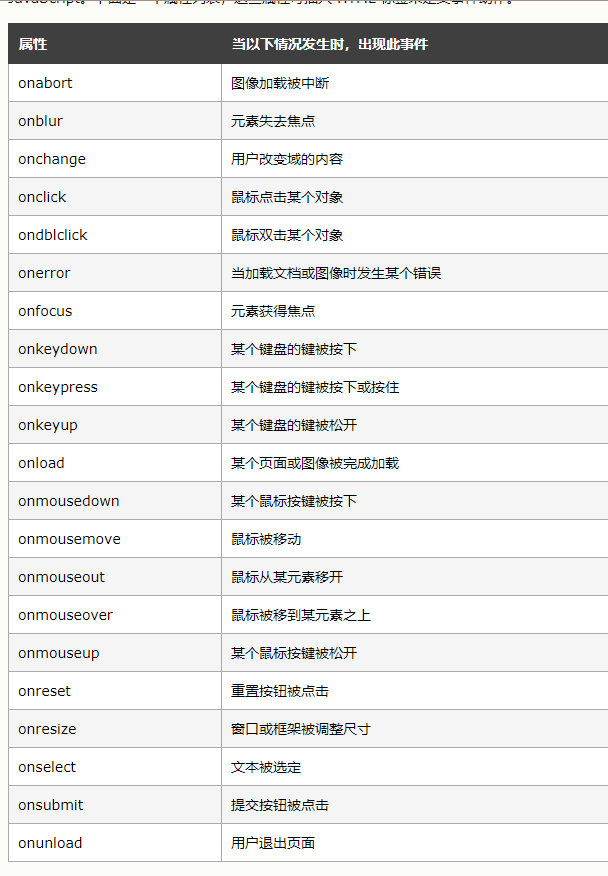 属性 当以下情况发生时，出现此事件
onabort 图像加载被中断
onblur 元素失去焦点
onchange 用户改变域的内容
onclick 鼠标点击某个对象
ondblclick 鼠标双击某个对象
onerror 当加载文档或图像时发生某个错误
onfocus 元素获得焦点
onkeydown 某个键盘的键被按下
onkeypress 某个键盘的键被按下或按住
onkeyup 某个键盘的键被松开
onload 某个页面或图像被完成加载
onmousedown 某个鼠标按键被按下
onmousemove 鼠标被移动
onmouseout 鼠标从某元素移开
onmouseover 鼠标被移到某元素之上
onmouseup 某个鼠标按键被松开
onreset 重置按钮被点击
onresize 窗口或框架被调整尺寸
onselect 文本被选定
onsubmit 提交按钮被点击
onunload 用户退出页面